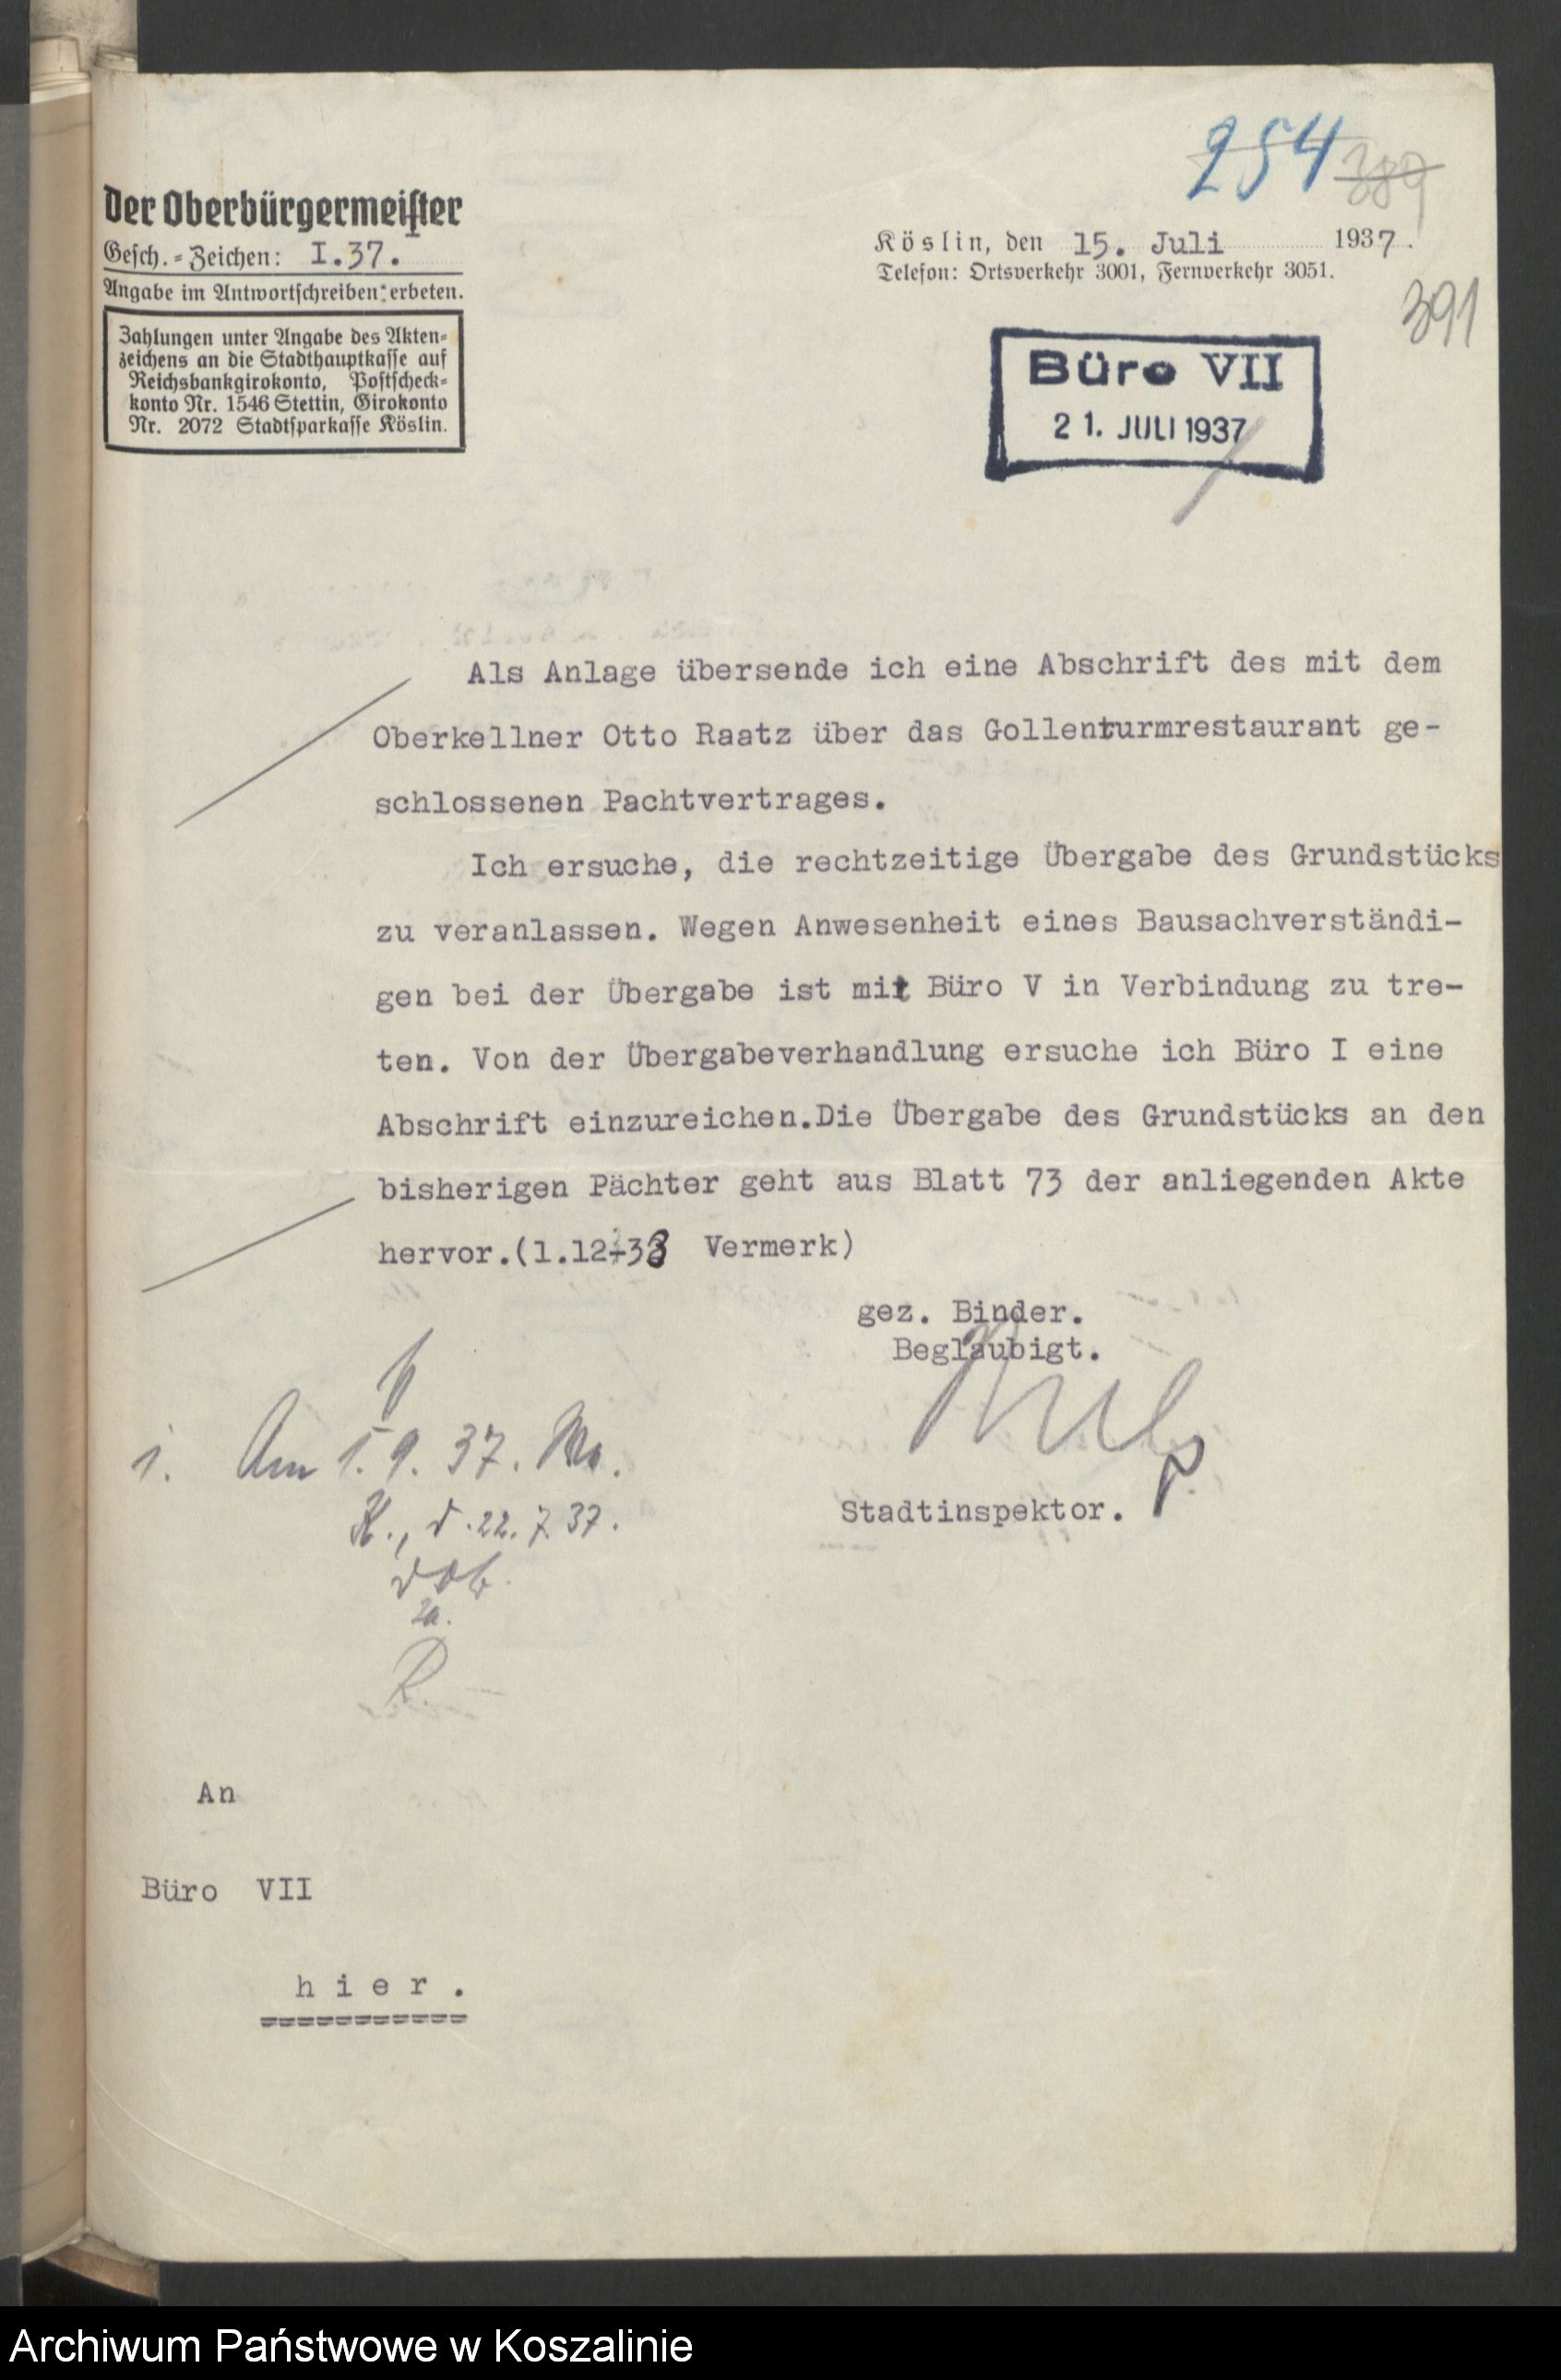 254 389
Der Oberbürgermeister
Gesch.-Zeichen: I.37.
Angabe im Antwortschreiben erbeten.
Zahlungen unter Angabe des Akten-
zeichens an die Stadthauptkasse auf
Reichsbankgirokonto, Postscheck-
konto Nr. 1546 Stettin, Girokonto
Nr. 2072 Stadtsparkasse Köslin.
Köslin, den 15. Juli 1937.
Telefon: Ortsverkehr 3001, Fernverkehr 3051.
391
Büro VII
21. JULI 1937
Als Anlage übersende ich eine Abschrift des mit dem
Oberkellner Otto Raatz über das Gollenturmrestaurant ge-
schlossenen Pachtvertrages.
Ich ersuche, die rechtzeitige Übergabe des Grundstücks
zu veranlassen. Wegen Anwesenheit eines Bausachverständi-
gen bei der Übergabe ist mit Büro V in Verbindung zu tre-
ten. Von der Übergabeverhandlung ersuche ich Büro I eine
Abschrift einzureichen.Die Übergabe des Grundstücks an den
bisherigen Pächter geht aus Blatt 73 der anliegenden Akte
hervor.(1.12.33 Vermerk)
gez. Binder.
Beglaubigt.
Stadtinspektor.
1. Am 1.9.37.
K., d. 22.7.37.
An
Büro VII
hier.
===========
Archiwum Państwowe w Koszalinie